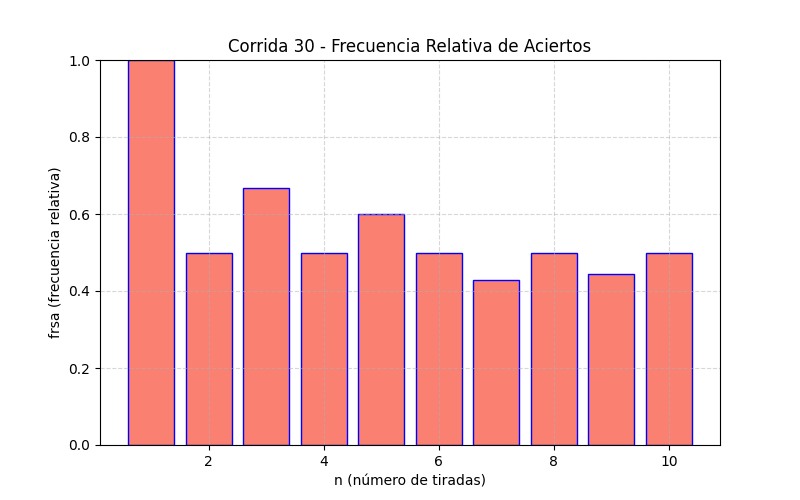 Corrida 30 - Frecuencia Relativa de Aciertos
frsa (frecuencia relativa)
1.0
0.8
0.6
0.4
0.2
0.0
2 4 6 8 10
n (número de tiradas)